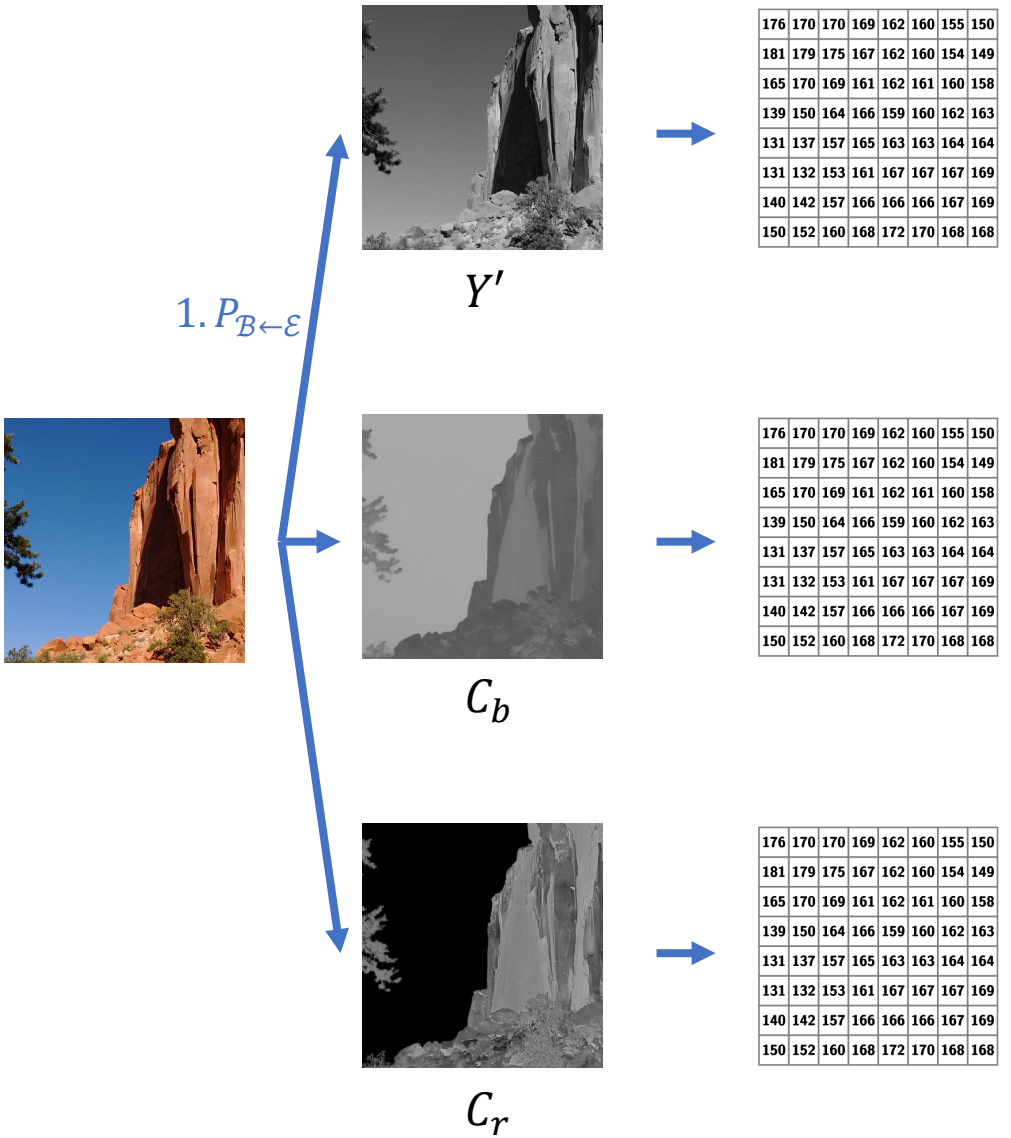 176 170 170 169 162 160 155 150
181 179 175 167 162 160 154 149
165 170 169 161 162 161 160 158
139 150 164 166 159 160 162 163
131 137 157 165 163 163 164 164
131 132 153 161 167 167 167 169
140 142 157 166 166 166 167 169
150 152 160 168 172 170 168 168
Y′
1. P_{ℬ←ℰ}
176 170 170 169 162 160 155 150
181 179 175 167 162 160 154 149
165 170 169 161 162 161 160 158
139 150 164 166 159 160 162 163
131 137 157 165 163 163 164 164
131 132 153 161 167 167 167 169
140 142 157 166 166 166 167 169
150 152 160 168 172 170 168 168
C_b
176 170 170 169 162 160 155 150
181 179 175 167 162 160 154 149
165 170 169 161 162 161 160 158
139 150 164 166 159 160 162 163
131 137 157 165 163 163 164 164
131 132 153 161 167 167 167 169
140 142 157 166 166 166 167 169
150 152 160 168 172 170 168 168
C_r